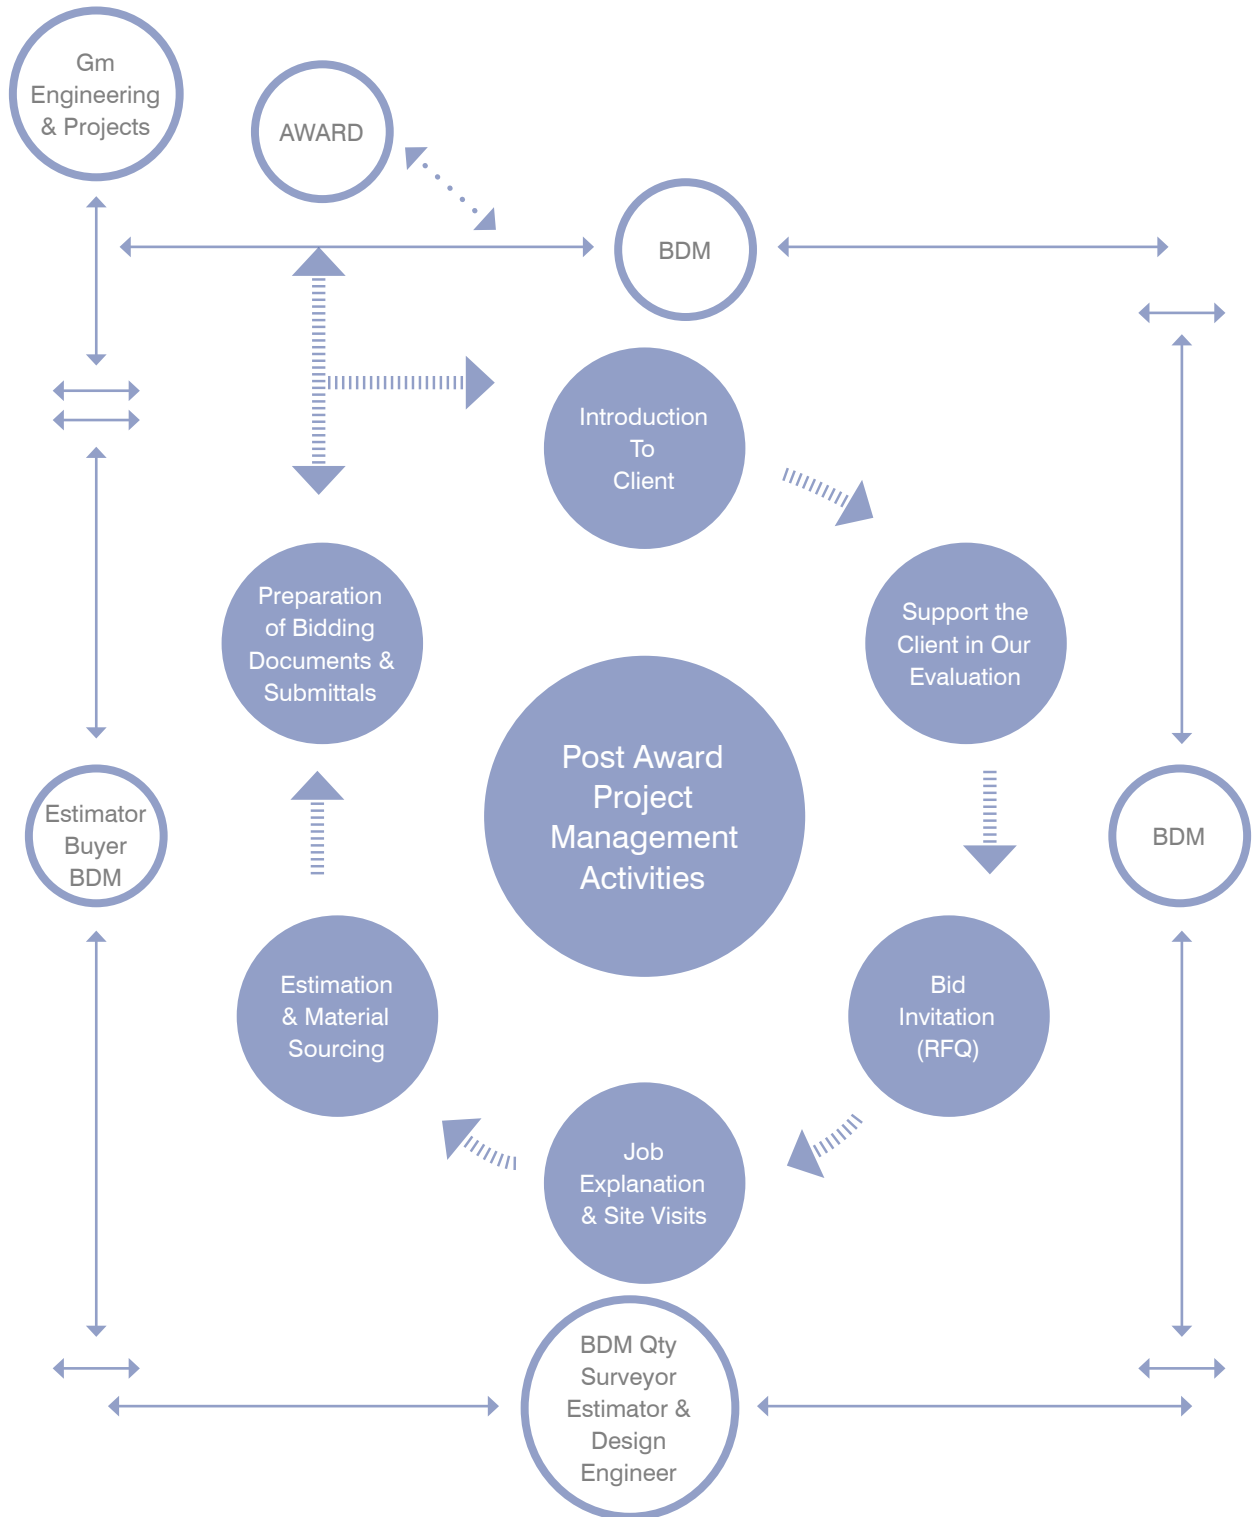 Gm
Engineering
& Projects
AWARD
BDM
Introduction
To
Client
Preparation
of Bidding
Documents &
Submittals
Support the
Client in Our
Evaluation
Post Award
Project
Management
Activities
Estimator
Buyer
BDM
BDM
Estimation
& Material
Sourcing
Bid
Invitation
(RFQ)
Job
Explanation
& Site Visits
BDM Qty
Surveyor
Estimator &
Design
Engineer